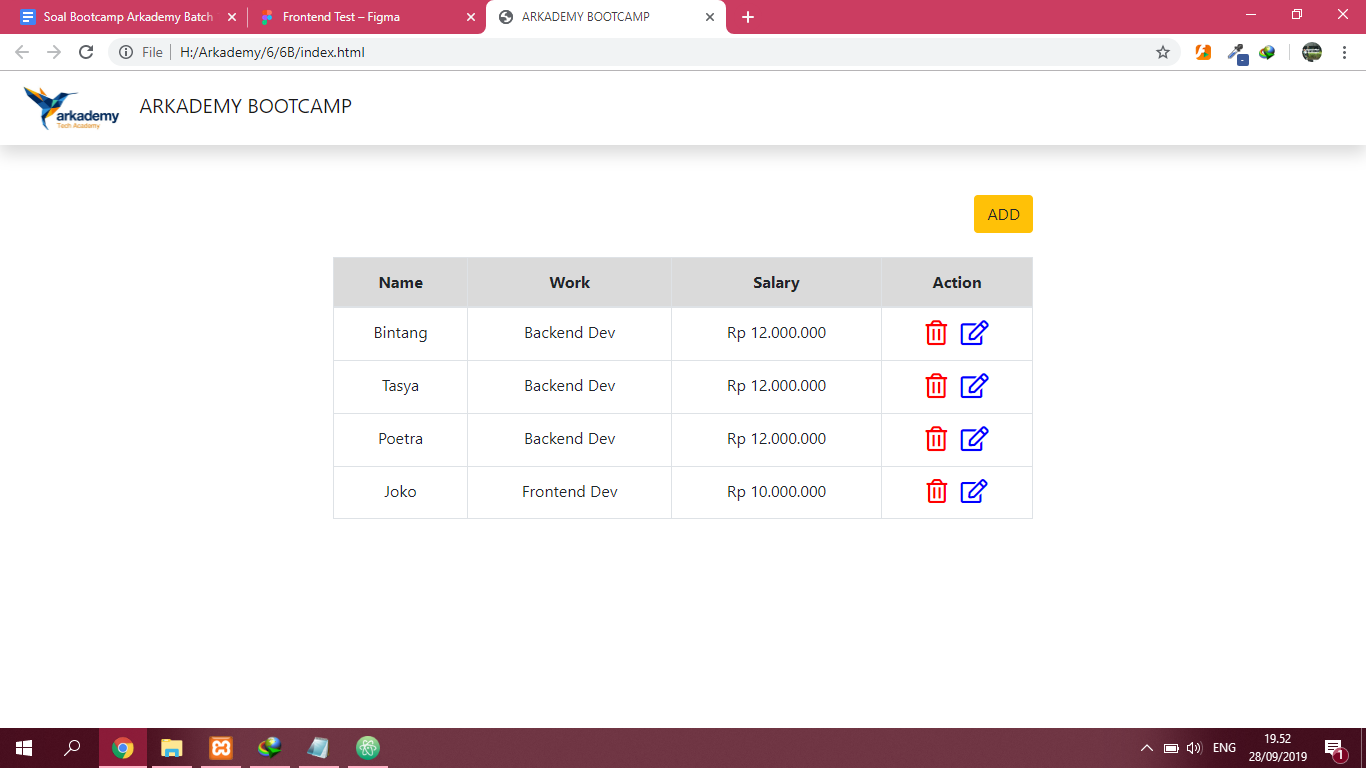 Soal Bootcamp Arkademy Batch
Frontend Test – Figma
ARKADEMY BOOTCAMP
File
H:/Arkademy/6/6B/index.html
arkademy
Tech Academy
ARKADEMY BOOTCAMP
ADD
Name Work Salary Action
Bintang Backend Dev Rp 12.000.000
Tasya Backend Dev Rp 12.000.000
Poetra Backend Dev Rp 12.000.000
Joko Frontend Dev Rp 10.000.000
ENG
19.52
28/09/2019
1